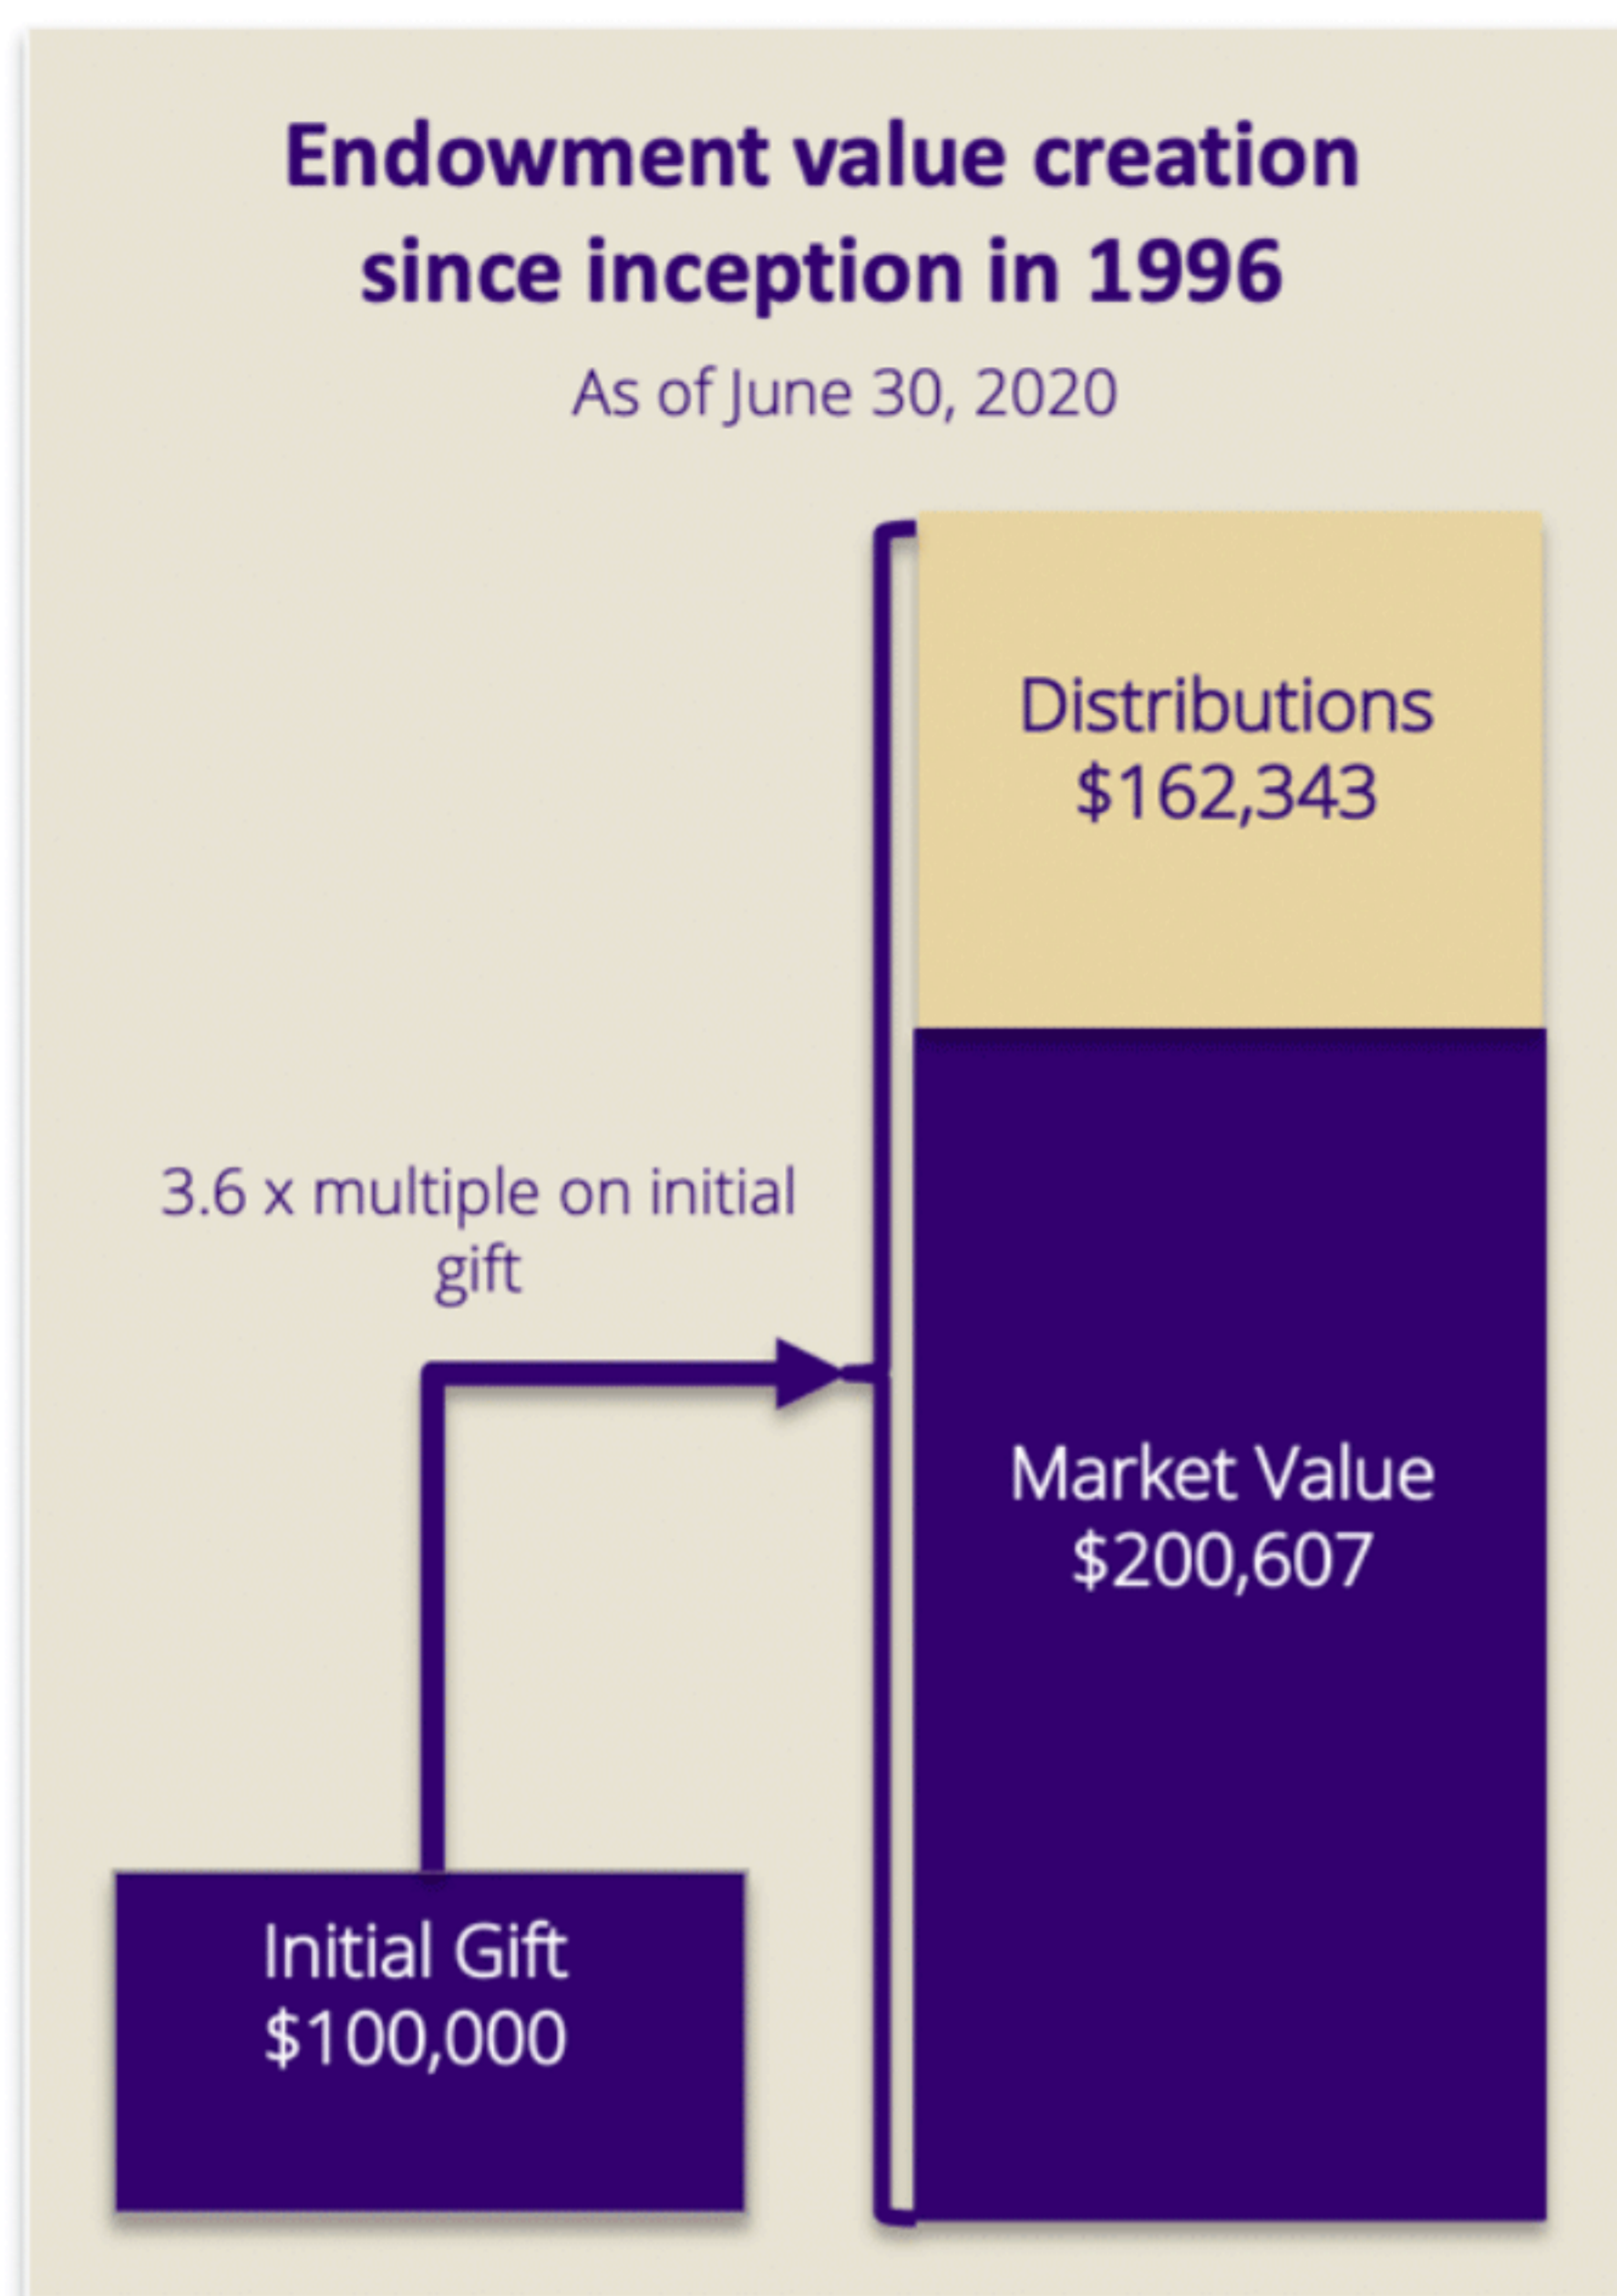 Endowment value creation
since inception in 1996
As of June 30, 2020
Distributions
$162,343
3.6 x multiple on initial
gift
Market Value
$200,607
Initial Gift
$100,000